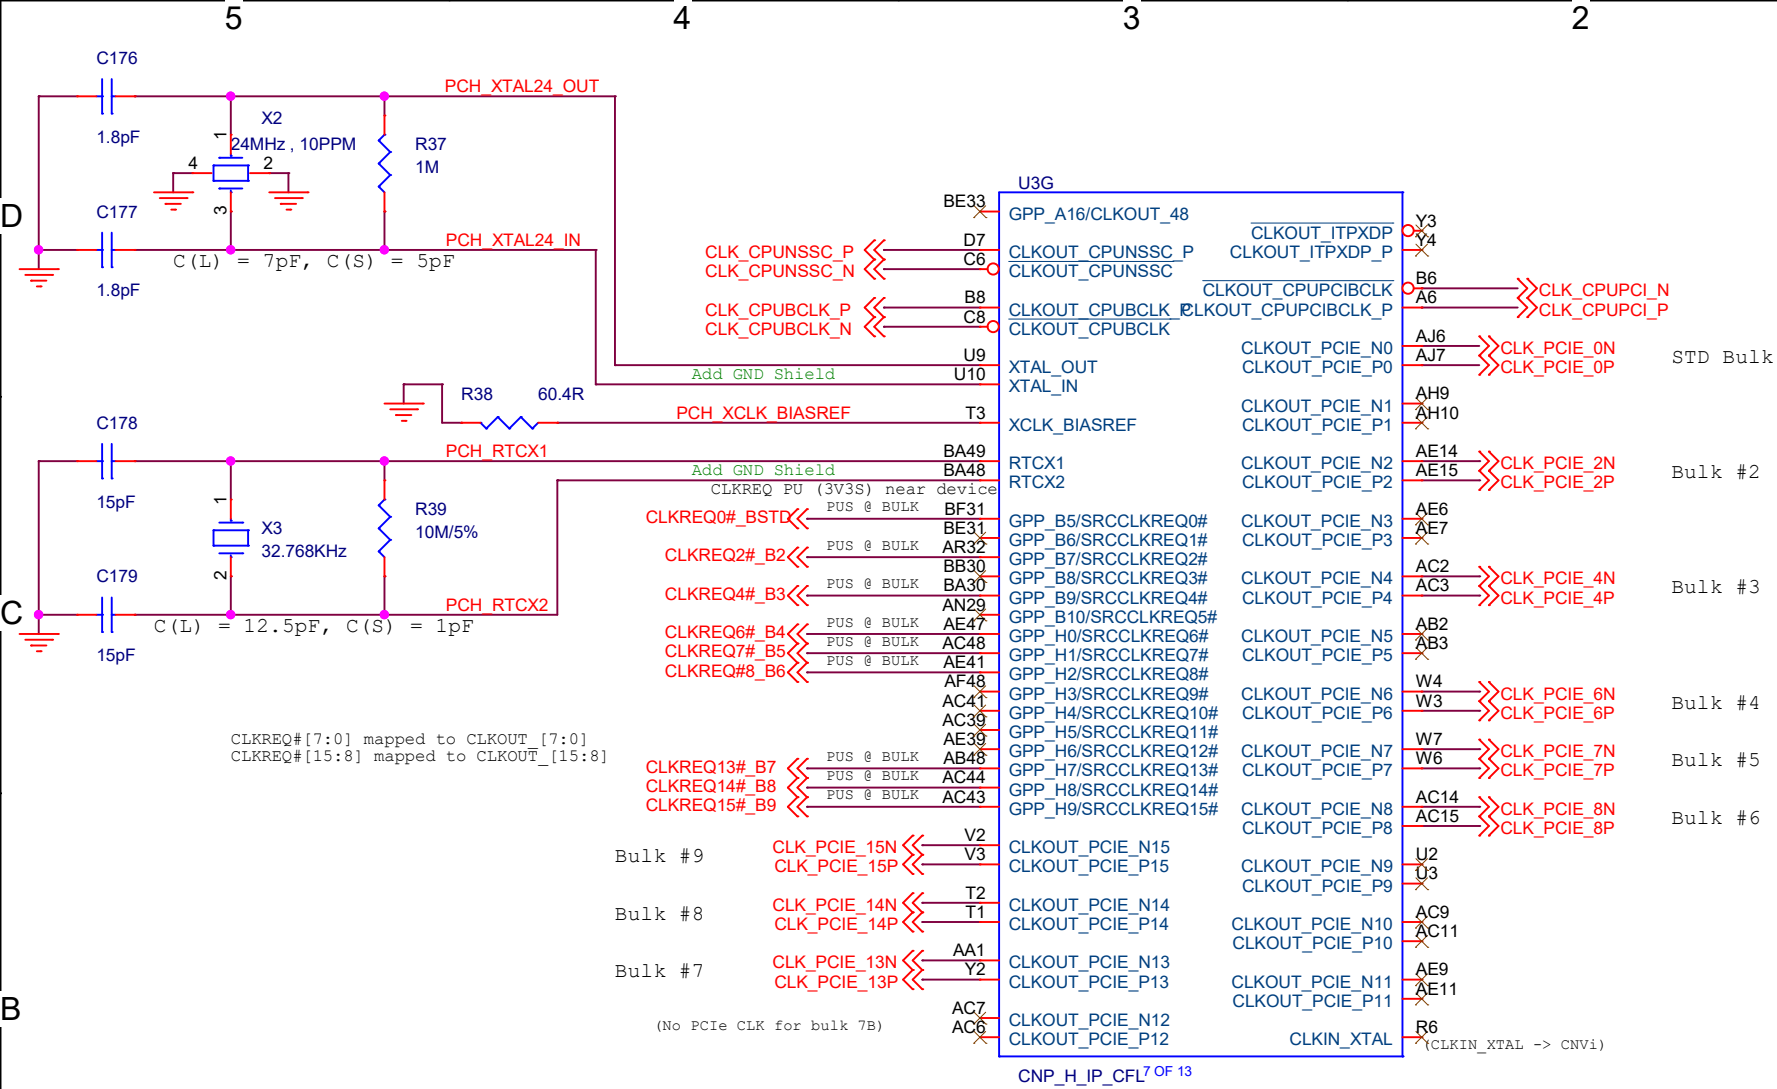 5 4 3 2
C176
1.8pF
PCH_XTAL24_OUT
X2
24MHz , 10PPM
1
4
2
3
R37
1M
D
C177
1.8pF
PCH_XTAL24_IN
C(L) = 7pF, C(S) = 5pF
R38 60.4R
PCH_XCLK_BIASREF
Add GND Shield
C178
15pF
PCH_RTCX1
Add GND Shield
1
X3
32.768KHz
2
R39
10M/5%
C
C179
15pF
PCH_RTCX2
C(L) = 12.5pF, C(S) = 1pF
CLKREQ#[7:0] mapped to CLKOUT_[7:0]
CLKREQ#[15:8] mapped to CLKOUT_[15:8]
B
U3G
BE33 GPP_A16/CLKOUT_48
CLK_CPUNSSC_P D7 CLKOUT_CPUNSSC_P
CLK_CPUNSSC_N C6 CLKOUT_CPUNSSC
CLK_CPUBCLK_P B8 CLKOUT_CPUBCLK_P
CLK_CPUBCLK_N C8 CLKOUT_CPUBCLK
U9 XTAL_OUT
U10 XTAL_IN
T3 XCLK_BIASREF
BA49 RTCX1
BA48 RTCX2
CLKREQ PU (3V3S) near device
CLKREQ0#_BSTD PUS @ BULK BF31 GPP_B5/SRCCLKREQ0#
BE31 GPP_B6/SRCCLKREQ1#
CLKREQ2#_B2 PUS @ BULK AR32 GPP_B7/SRCCLKREQ2#
BB30 GPP_B8/SRCCLKREQ3#
CLKREQ4#_B3 PUS @ BULK BA30 GPP_B9/SRCCLKREQ4#
AN29 GPP_B10/SRCCLKREQ5#
CLKREQ6#_B4 PUS @ BULK AE47 GPP_H0/SRCCLKREQ6#
CLKREQ7#_B5 PUS @ BULK AC48 GPP_H1/SRCCLKREQ7#
CLKREQ#8_B6 PUS @ BULK AE41 GPP_H2/SRCCLKREQ8#
AF48 GPP_H3/SRCCLKREQ9#
AC41 GPP_H4/SRCCLKREQ10#
AC39 GPP_H5/SRCCLKREQ11#
AE39 GPP_H6/SRCCLKREQ12#
CLKREQ13#_B7 PUS @ BULK AB48 GPP_H7/SRCCLKREQ13#
CLKREQ14#_B8 PUS @ BULK AC44 GPP_H8/SRCCLKREQ14#
CLKREQ15#_B9 PUS @ BULK AC43 GPP_H9/SRCCLKREQ15#
Bulk #9
CLK_PCIE_15N V2 CLKOUT_PCIE_N15
CLK_PCIE_15P V3 CLKOUT_PCIE_P15
Bulk #8
CLK_PCIE_14N T2 CLKOUT_PCIE_N14
CLK_PCIE_14P T1 CLKOUT_PCIE_P14
Bulk #7
CLK_PCIE_13N AA1 CLKOUT_PCIE_N13
CLK_PCIE_13P Y2 CLKOUT_PCIE_P13
(No PCIe CLK for bulk 7B)
AC7 CLKOUT_PCIE_N12
AC6 CLKOUT_PCIE_P12
CLKOUT_ITPXDP Y3
CLKOUT_ITPXDP_P Y4
CLKOUT_CPUPCIBCLK B6 CLK_CPUPCI_N
CLKOUT_CPUPCIBCLK_P A6 CLK_CPUPCI_P
CLKOUT_PCIE_N0 AJ6 CLK_PCIE_0N
CLKOUT_PCIE_P0 AJ7 CLK_PCIE_0P
STD Bulk
CLKOUT_PCIE_N1 AH9
CLKOUT_PCIE_P1 AH10
CLKOUT_PCIE_N2 AE14 CLK_PCIE_2N
CLKOUT_PCIE_P2 AE15 CLK_PCIE_2P
Bulk #2
CLKOUT_PCIE_N3 AE6
CLKOUT_PCIE_P3 AE7
CLKOUT_PCIE_N4 AC2 CLK_PCIE_4N
CLKOUT_PCIE_P4 AC3 CLK_PCIE_4P
Bulk #3
CLKOUT_PCIE_N5 AB2
CLKOUT_PCIE_P5 AB3
CLKOUT_PCIE_N6 W4 CLK_PCIE_6N
CLKOUT_PCIE_P6 W3 CLK_PCIE_6P
Bulk #4
CLKOUT_PCIE_N7 W7 CLK_PCIE_7N
CLKOUT_PCIE_P7 W6 CLK_PCIE_7P
Bulk #5
CLKOUT_PCIE_N8 AC14 CLK_PCIE_8N
CLKOUT_PCIE_P8 AC15 CLK_PCIE_8P
Bulk #6
CLKOUT_PCIE_N9 U2
CLKOUT_PCIE_P9 U3
CLKOUT_PCIE_N10 AC9
CLKOUT_PCIE_P10 AC11
CLKOUT_PCIE_N11 AE9
CLKOUT_PCIE_P11 AE11
CLKIN_XTAL R6
(CLKIN_XTAL -> CNVi)
CNP_H_IP_CFL 7 OF 13